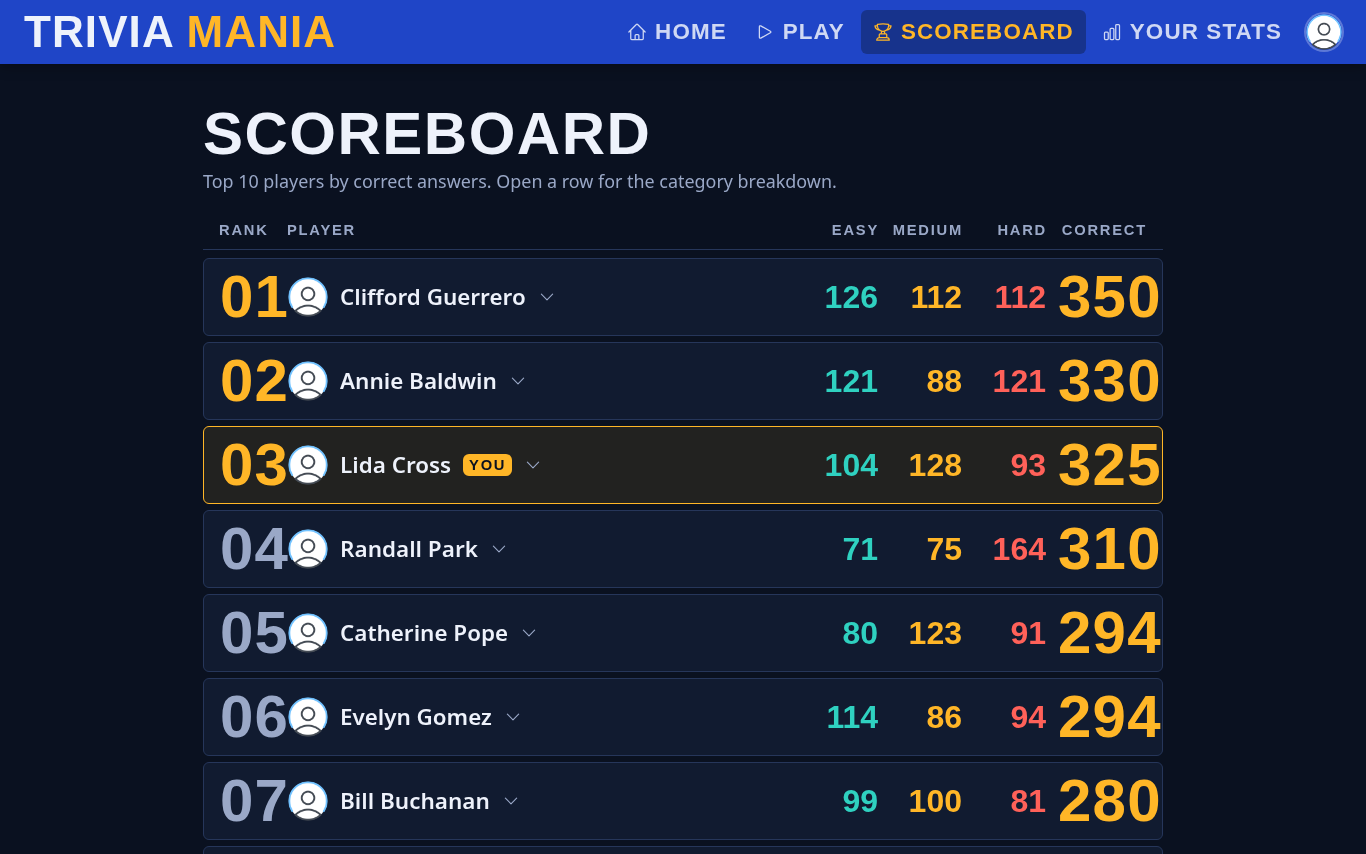 TRIVIA MANIA HOME PLAY SCOREBOARD YOUR STATS
SCOREBOARD
Top 10 players by correct answers. Open a row for the category breakdown.
RANK PLAYER EASY MEDIUM HARD CORRECT
01 Clifford Guerrero 126 112 112 350
02 Annie Baldwin 121 88 121 330
03 Lida Cross YOU 104 128 93 325
04 Randall Park 71 75 164 310
05 Catherine Pope 80 123 91 294
06 Evelyn Gomez 114 86 94 294
07 Bill Buchanan 99 100 81 280